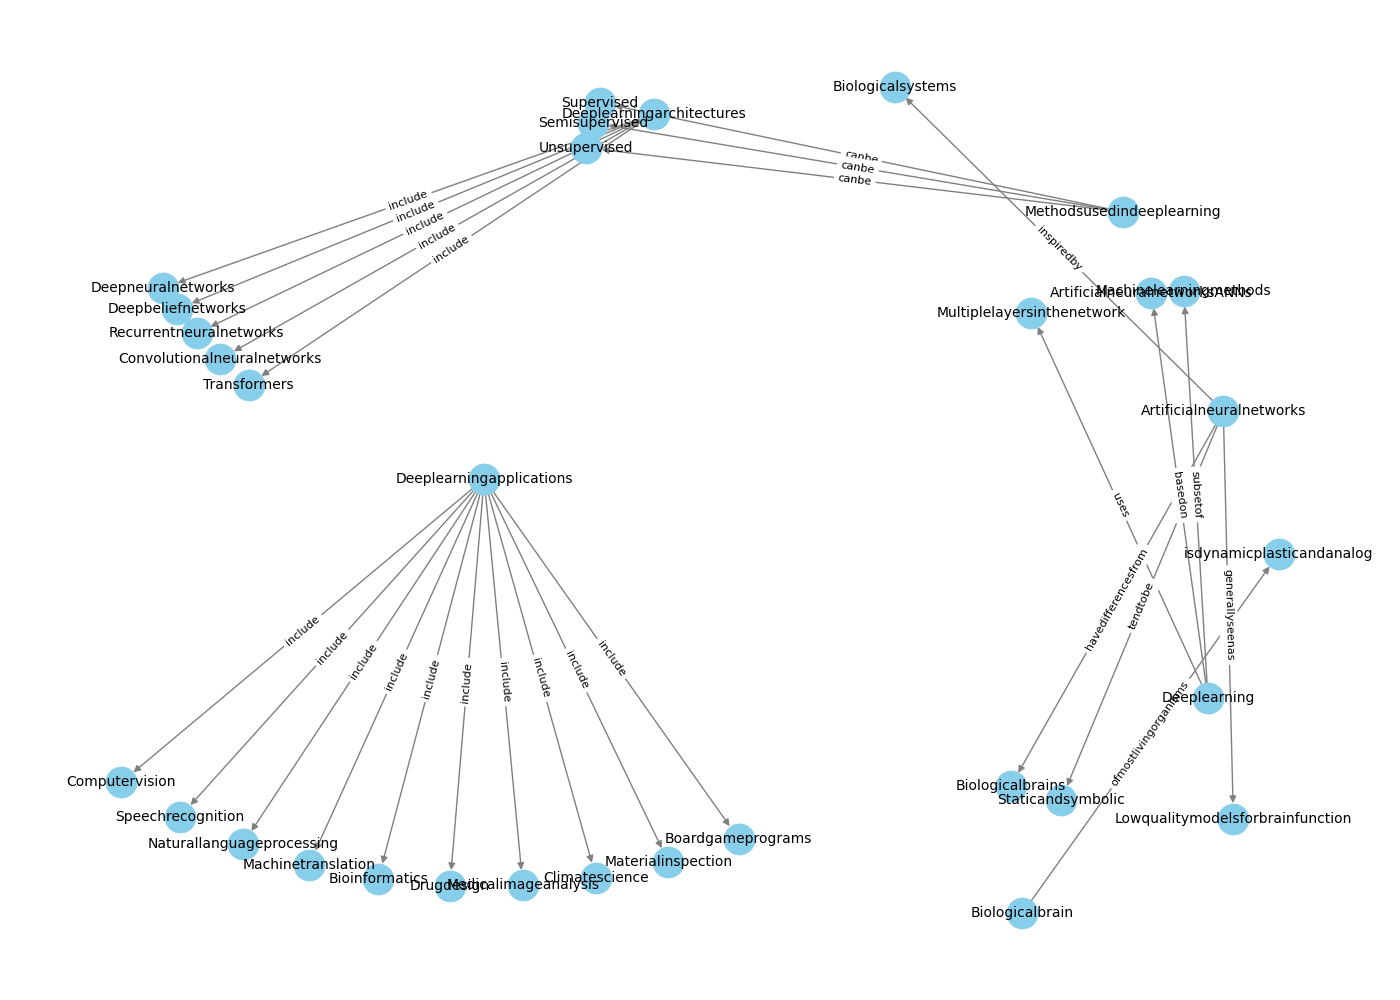 Biologicalsystems
Supervised
Deeplearningarchitectures
Semisupervised
Unsupervised
canbe
canbe
canbe
include
include
include
include
include
Methodsusedindeeplearning
inspiredby
Deepneuralnetworks
Deepbeliefnetworks
Recurrentneuralnetworks
Convolutionalneuralnetworks
Transformers
ArtificialneuralnetworksANNs
Machinelearningmethods
Multiplelayersinthenetwork
Artificialneuralnetworks
Deeplearningapplications
uses
basedon
subsetof
isdynamicplasticandanalog
havedifferencesfrom
tendtobe
generallyseenas
include
include
include
include
include
include
include
include
include
include
Deeplearning
ofmostlivingorganisms
Computervision
Speechrecognition
Naturallanguageprocessing
Machinetranslation
Bioinformatics
Drugdesign
Medicalimageanalysis
Climatescience
Materialinspection
Boardgameprograms
Biologicalbrains
Staticandsymbolic
Lowqualitymodelsforbrainfunction
Biologicalbrain